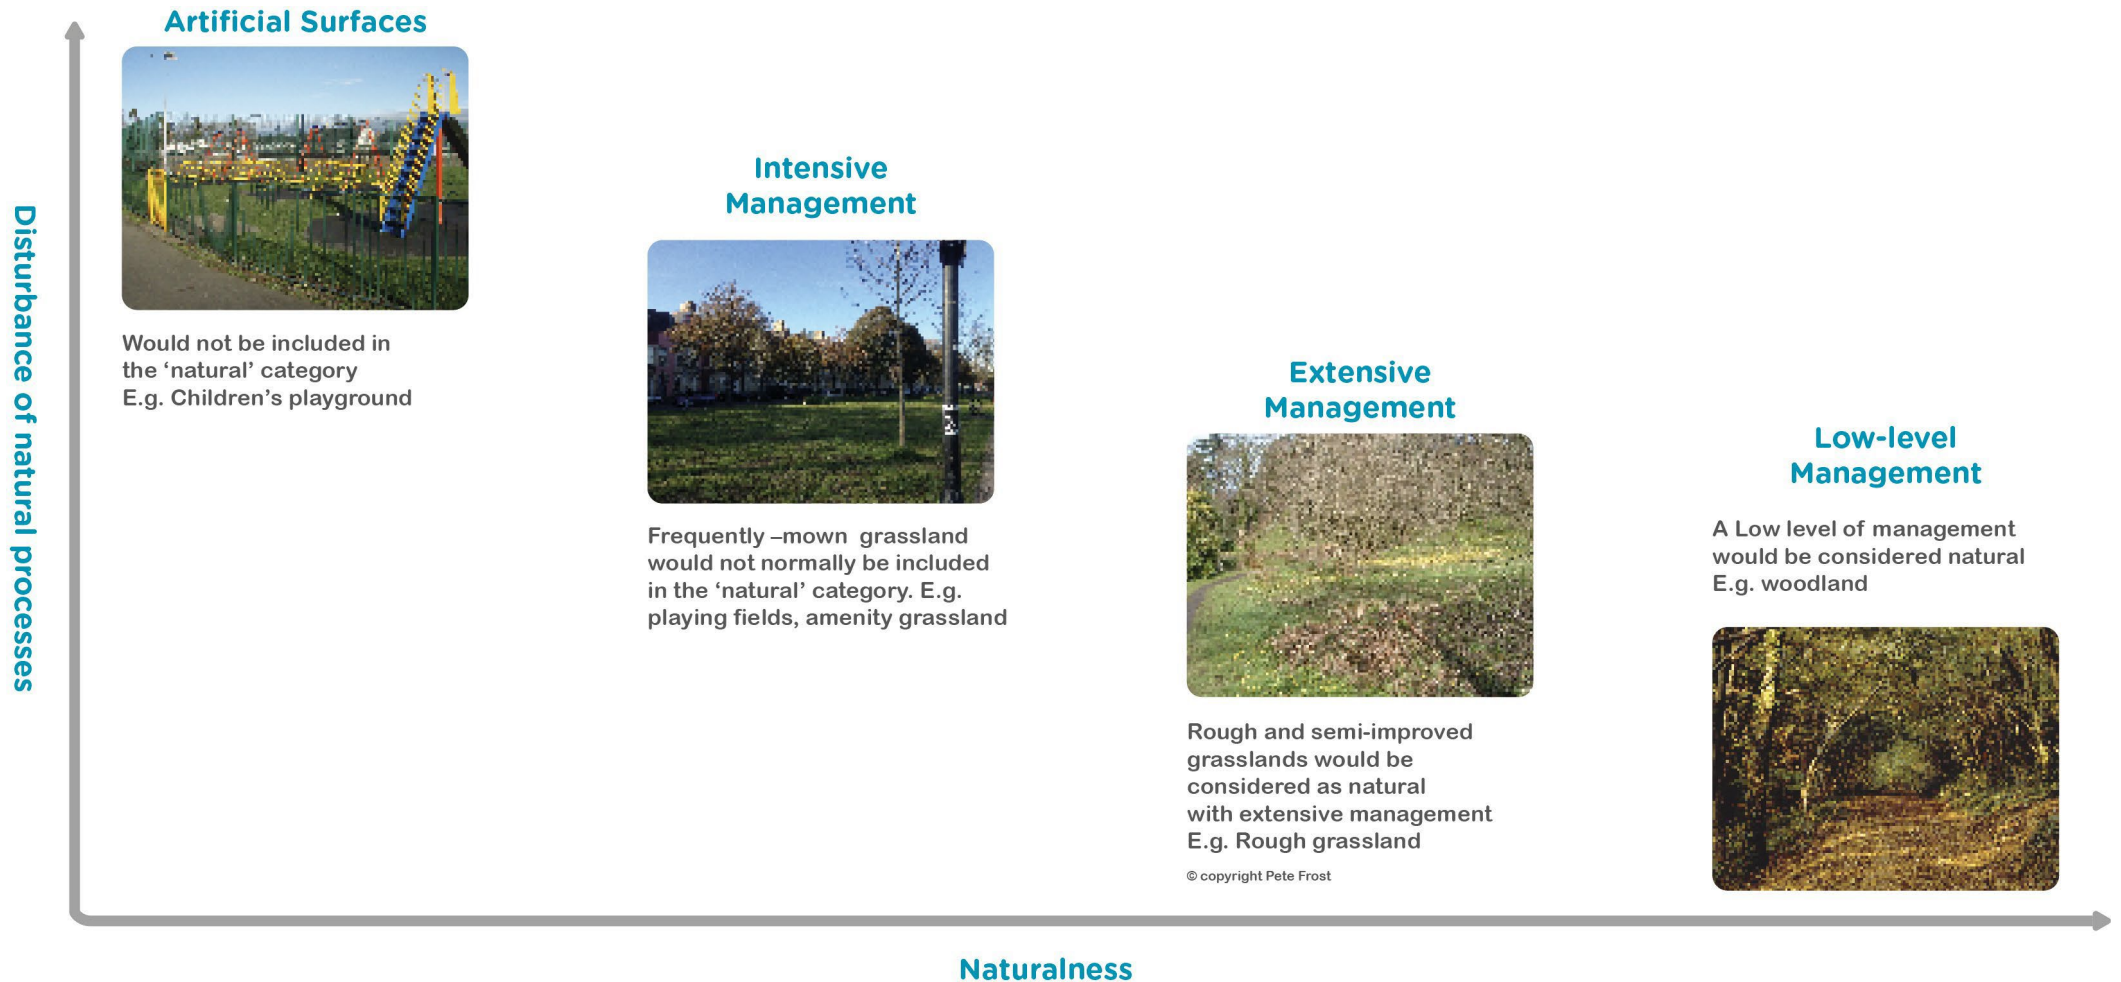 Artificial Surfaces
Would not be included in
the ‘natural’ category
E.g. Children’s playground
Intensive
Management
Frequently –mown  grassland
would not normally be included
in the ‘natural’ category. E.g.
playing fields, amenity grassland
Extensive
Management
Rough and semi-improved
grasslands would be
considered as natural
with extensive management
E.g. Rough grassland
© copyright Pete Frost
Low-level
Management
A Low level of management
would be considered natural
E.g. woodland
Disturbance of natural processes
Naturalness